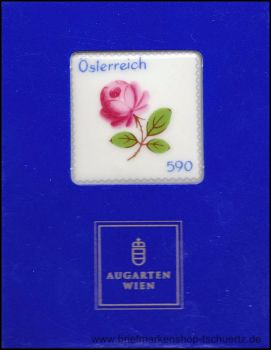 Österreich
590
AUGARTEN
WIEN
www.briefmarkenshop-tschuertz.de